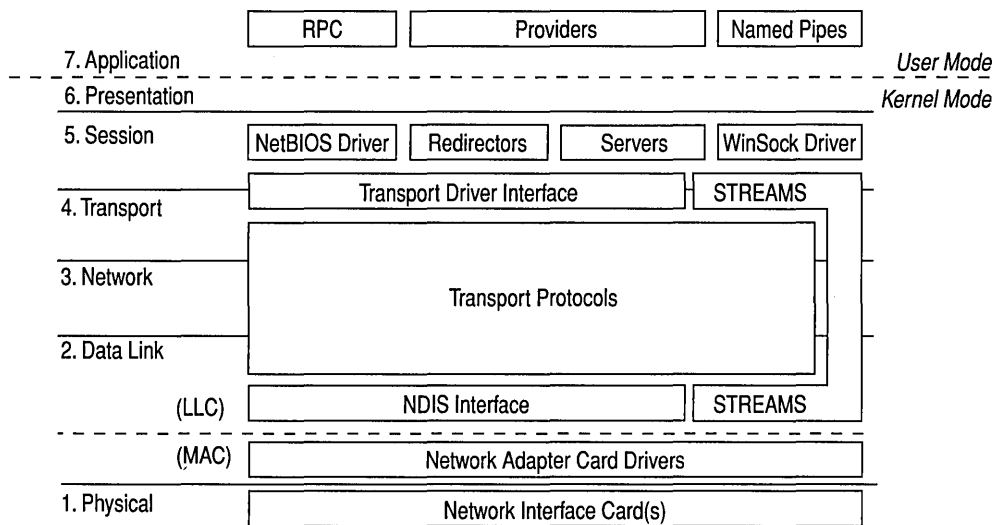 RPC Providers Named Pipes
7. Application User Mode
6. Presentation Kernel Mode
5. Session NetBIOS Driver Redirectors Servers WinSock Driver
Transport Driver Interface STREAMS
4. Transport
3. Network
Transport Protocols
2. Data Link
(LLC) NDIS Interface STREAMS
(MAC) Network Adapter Card Drivers
1. Physical Network Interface Card(s)